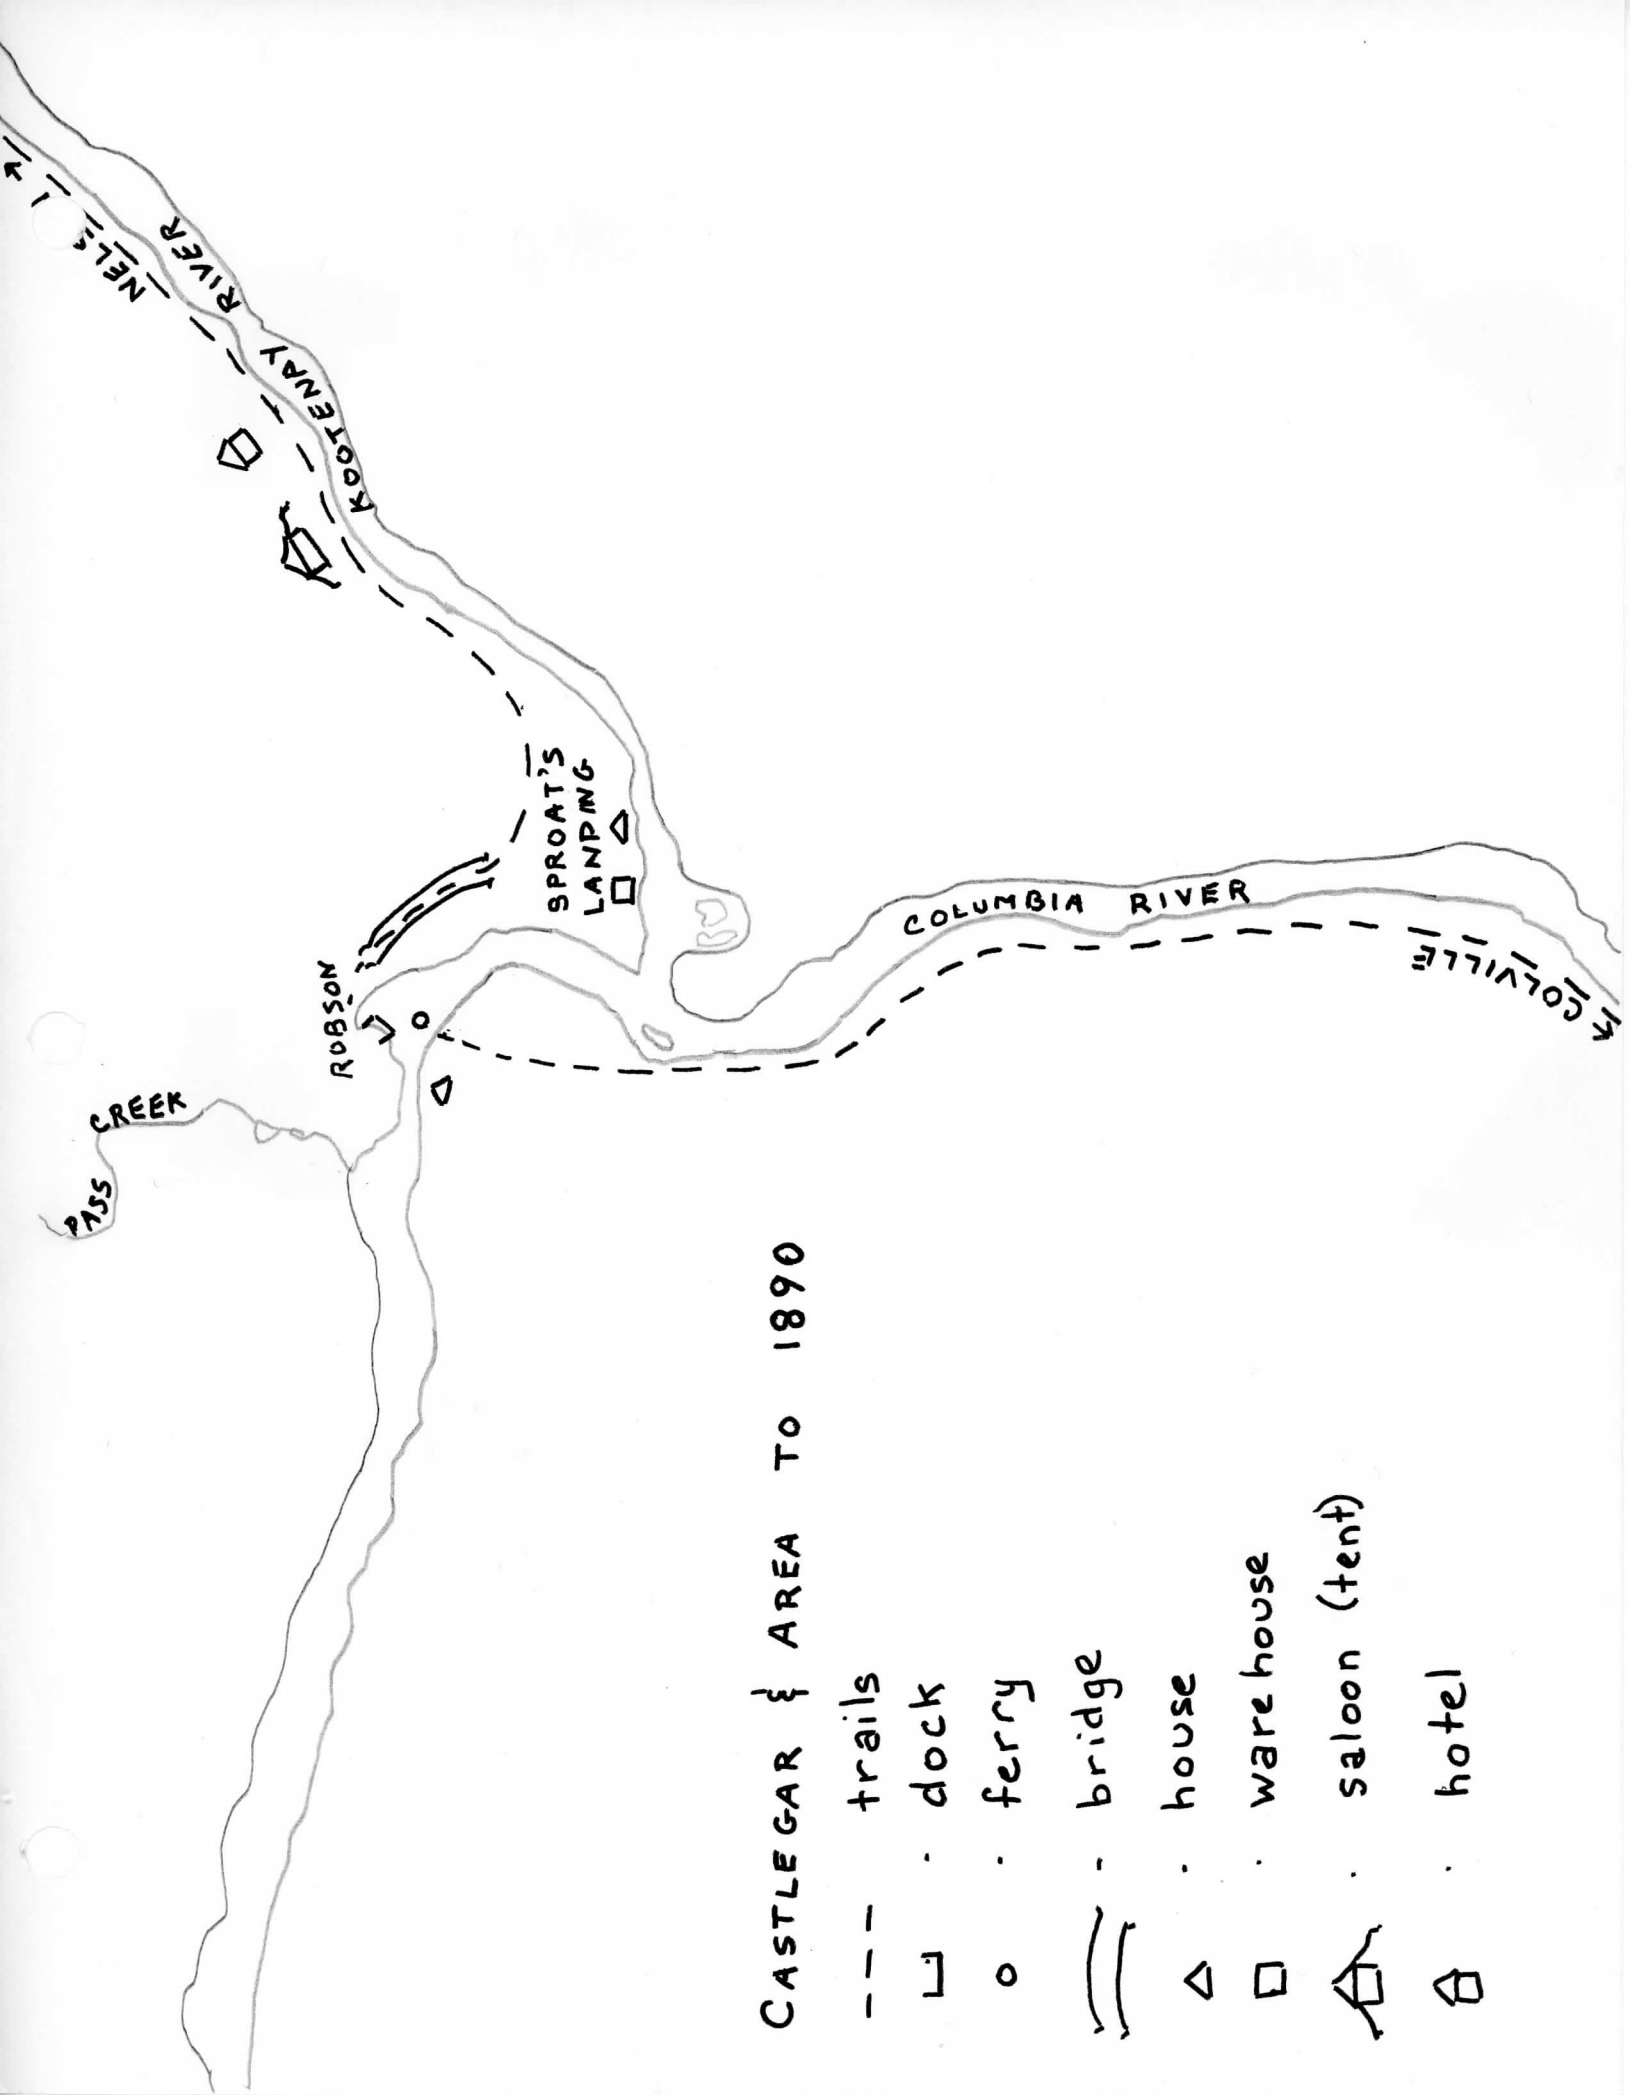 PASS
CREEK
ROBSON
SPROAT'S
LANDING
KOOTENAY RIVER
COLUMBIA RIVER
COLVILLE
CASTLEGAR & AREA TO 1890
--- trails
. dock
. ferry
- bridge
. house
. warehouse
. saloon (tent)
. hotel